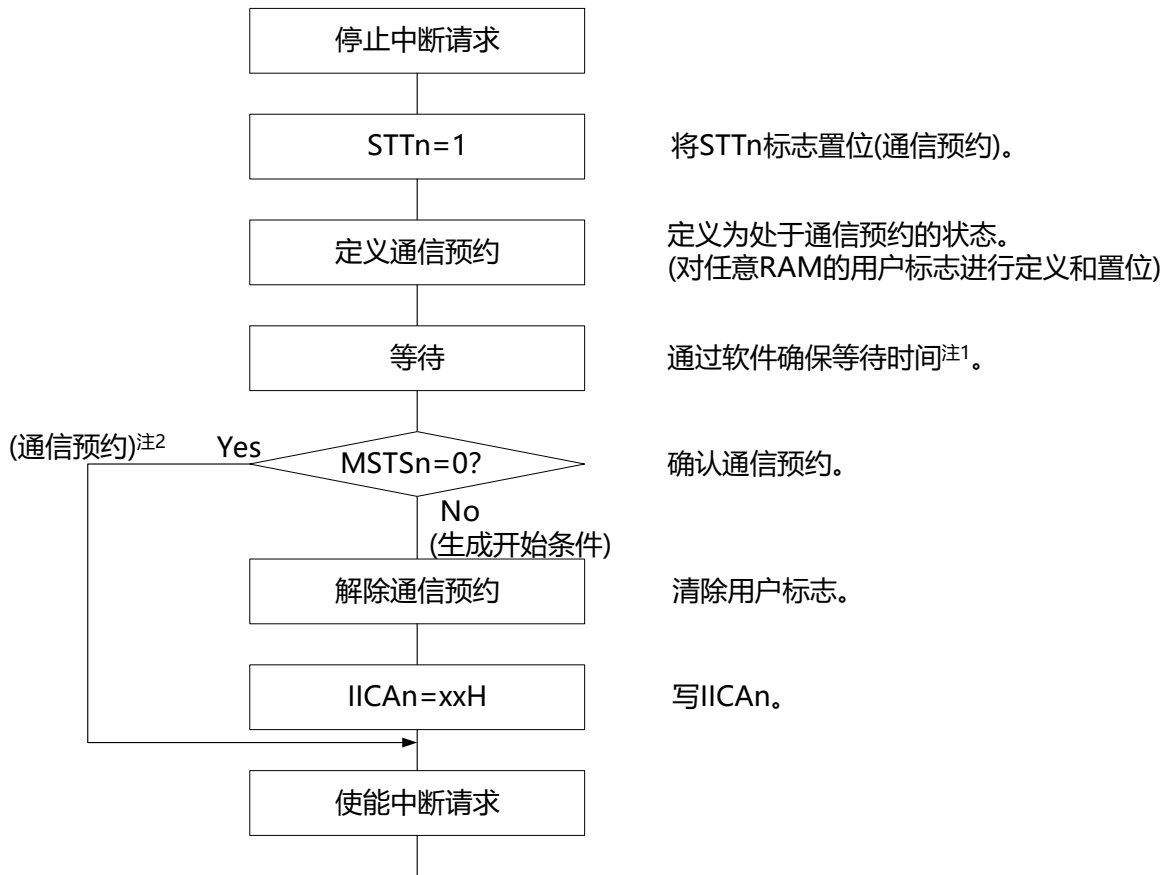 停止中断请求
STTn=1
将STTn标志置位(通信预约)。
定义通信预约
定义为处于通信预约的状态。
(对任意RAM的用户标志进行定义和置位)
等待
通过软件确保等待时间注1。
(通信预约)注2
Yes
MSTSn=0?
确认通信预约。
No
(生成开始条件)
解除通信预约
清除用户标志。
IICAn=xxH
写IICAn。
使能中断请求